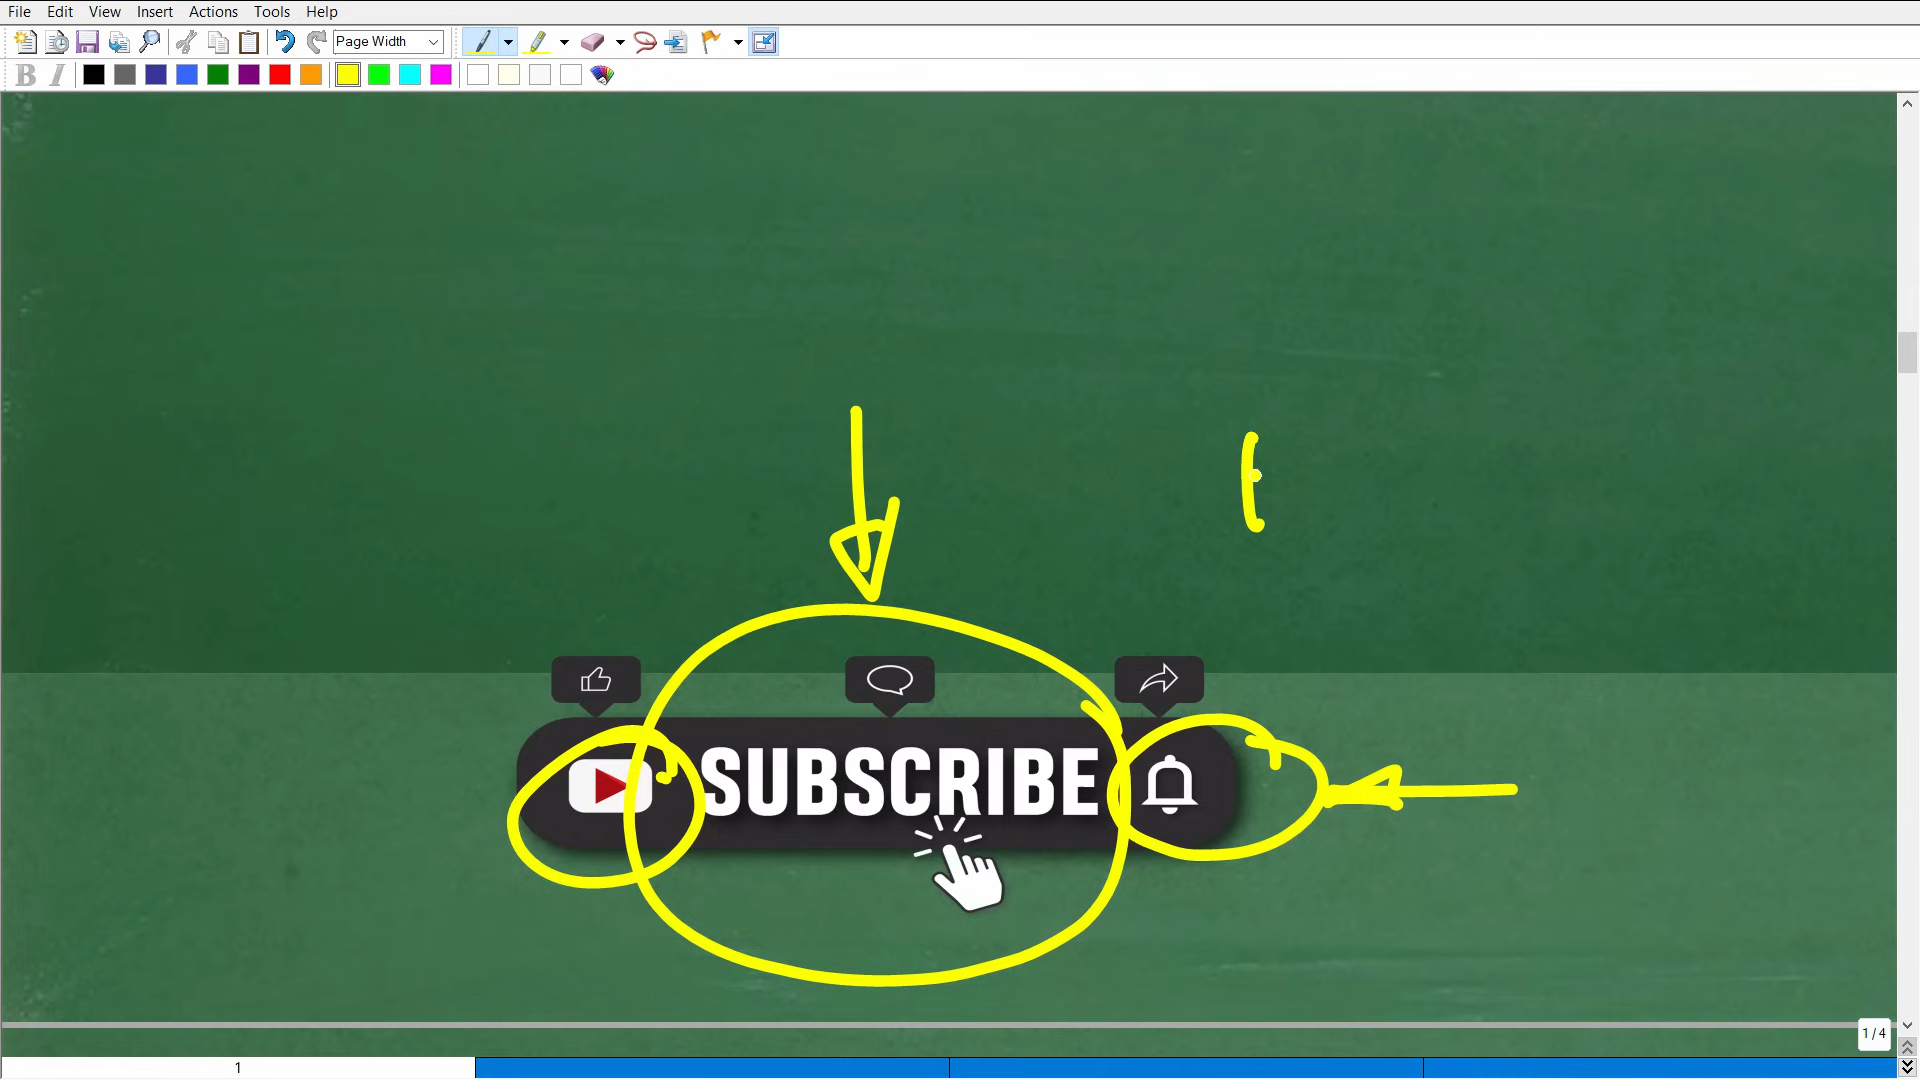 File Edit View Insert Actions Tools Help
Page Width
B I
SUBSCRIBE
1 / 4
1